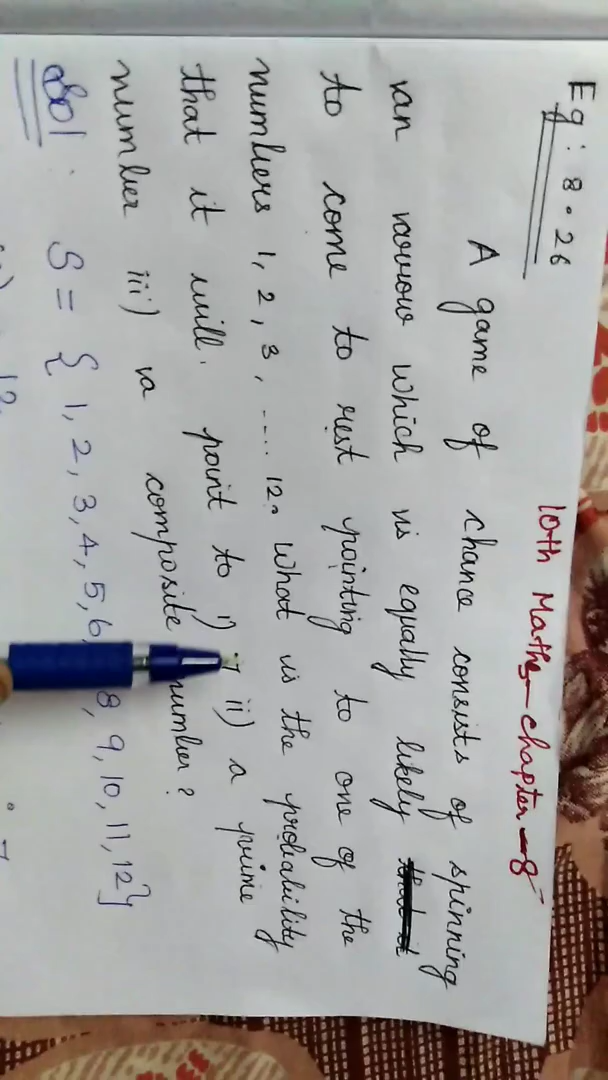 Eg: 8.26
10th Maths - chapter - 8
A game of chance consists of spinning
an arrow which is equally likely
to come to rest pointing to one of the
numbers 1, 2, 3, ..... 12. What is the probability
that it will point to i) 7 ii) a prime
number iii) a composite number?
Sol: S = { 1, 2, 3, 4, 5, 6, 8, 9, 10, 11, 12}